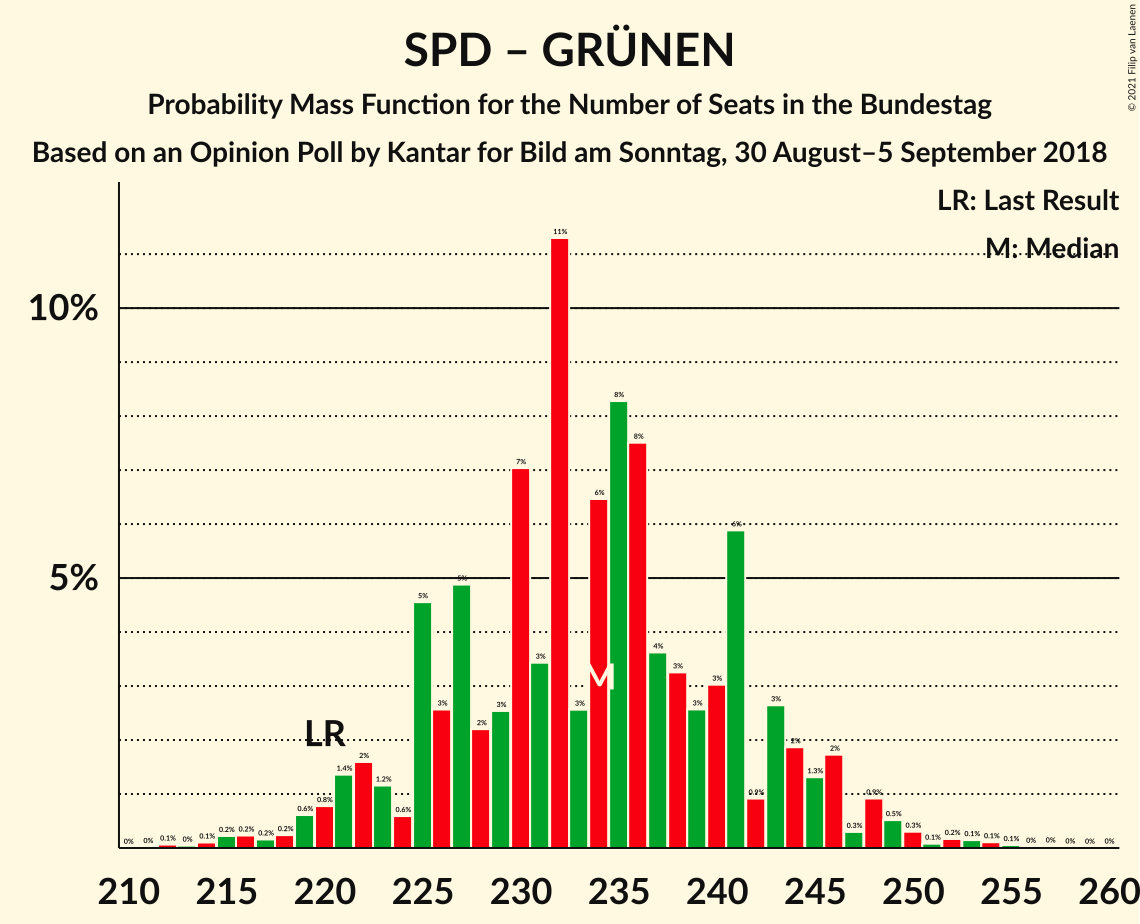 SPD – GRÜNEN
Probability Mass Function for the Number of Seats in the Bundestag
Based on an Opinion Poll by Kantar for Bild am Sonntag, 30 August–5 September 2018
© 2021 Filip van Laenen
LR: Last Result
M: Median
10%
5%
0% 0% 0.1% 0% 0.1% 0.2% 0.2% 0.2% 0.2% 0.6% 0.8% 1.4% 2% 1.2% 0.6% 5% 3% 5% 2% 3% 7% 3% 11% 3% 6% 8% 8% 4% 3% 3% 3% 6% 0.9% 3% 2% 1.3% 2% 0.3% 0.9% 0.5% 0.3% 0.1% 0.2% 0.1% 0.1% 0.1% 0% 0% 0% 0% 0%
LR
M
210 215 220 225 230 235 240 245 250 255 260